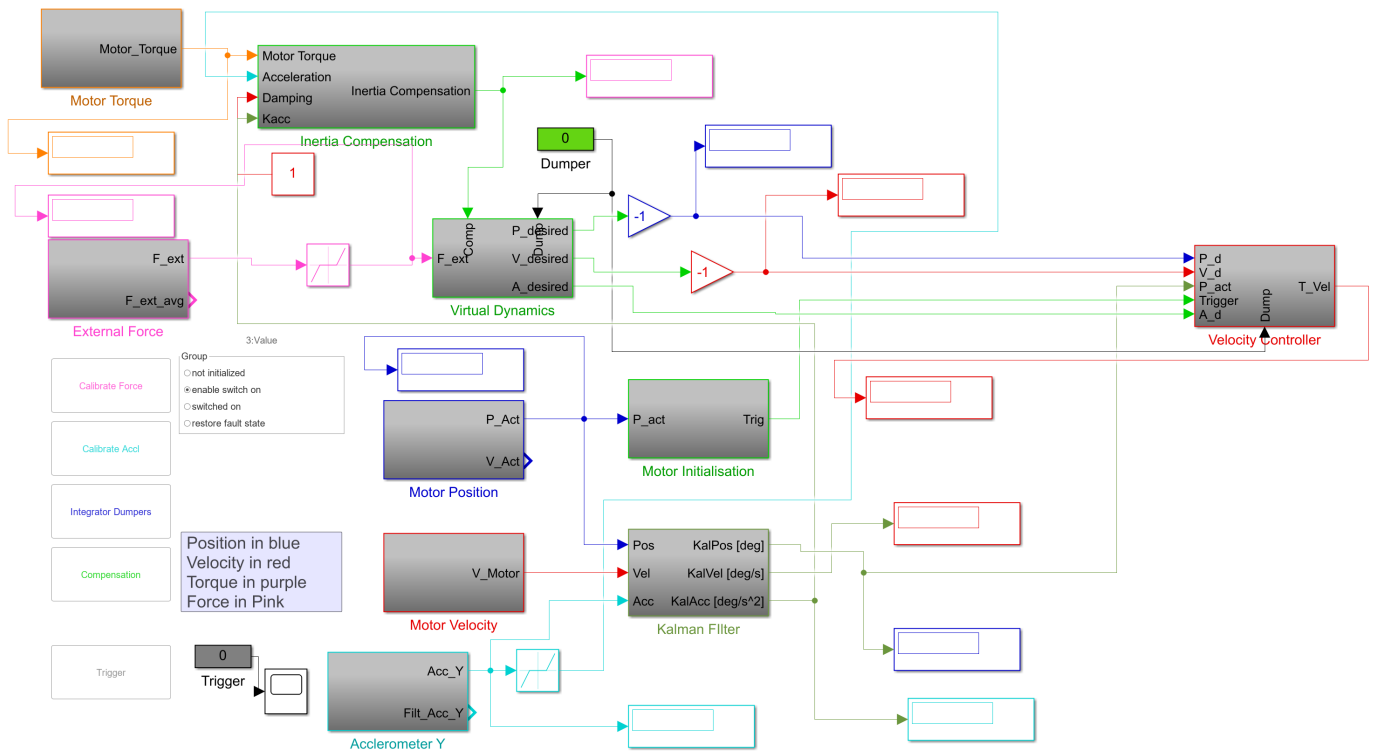 Motor_Torque
Motor Torque
Motor Torque
Acceleration
Damping
Kacc
Inertia Compensation
Inertia Compensation
1
0
Dumper
-1
-1
F_ext
F_ext_avg
External Force
Comp
Dump
F_ext
P_desired
V_desired
A_desired
Virtual Dynamics
P_d
V_d
P_act
Trigger
A_d
Dump
T_Vel
Velocity Controller
3:Value
Group
not initialized
enable switch on
switched on
restore fault state
Calibrate Force
Calibrate Accl
Integrator Dumpers
Compensation
Trigger
P_Act
V_Act
Motor Position
P_act
Trig
Motor Initialisation
Position in blue
Velocity in red
Torque in purple
Force in Pink
V_Motor
Motor Velocity
Pos
Vel
Acc
KalPos [deg]
KalVel [deg/s]
KalAcc [deg/s^2]
Kalman FIlter
0
Trigger
Acc_Y
Filt_Acc_Y
Acclerometer Y